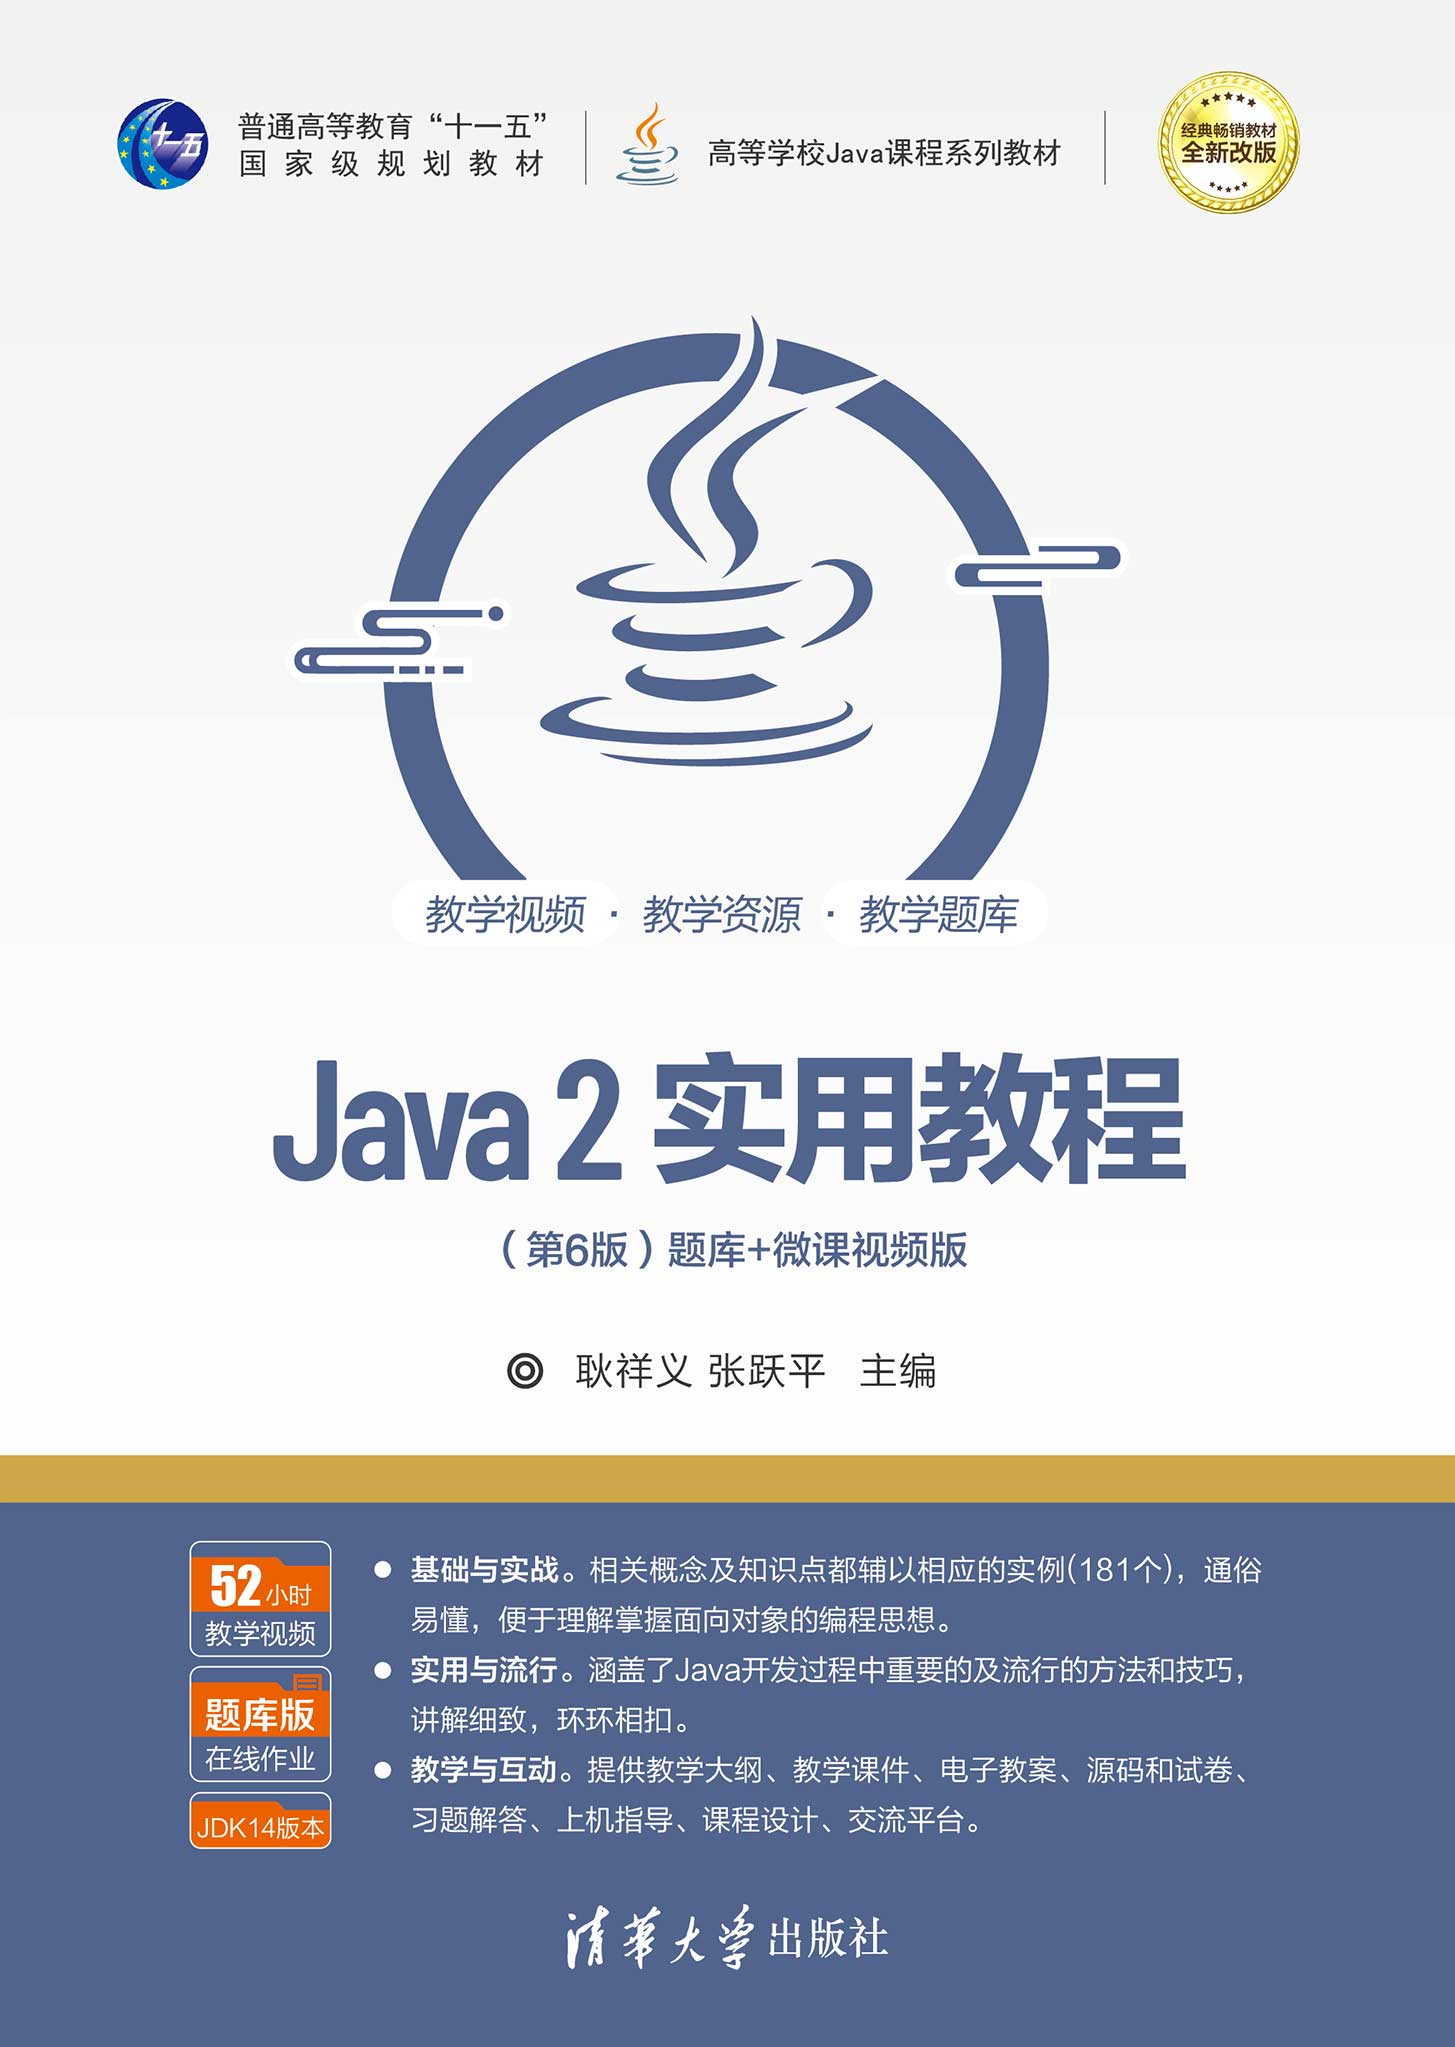 十一五
普通高等教育“十一五”
国家级规划教材
高等学校Java课程系列教材
经典畅销教材
全新改版
教学视频 · 教学资源 · 教学题库
Java 2 实用教程
（第6版）题库+微课视频版
耿祥义 张跃平 主编
52小时
教学视频
题库版
在线作业
JDK14版本
● 基础与实战。相关概念及知识点都辅以相应的实例(181个)，通俗
易懂，便于理解掌握面向对象的编程思想。
● 实用与流行。涵盖了Java开发过程中重要的及流行的方法和技巧，
讲解细致，环环相扣。
● 教学与互动。提供教学大纲、教学课件、电子教案、源码和试卷、
习题解答、上机指导、课程设计、交流平台。
清华大学出版社